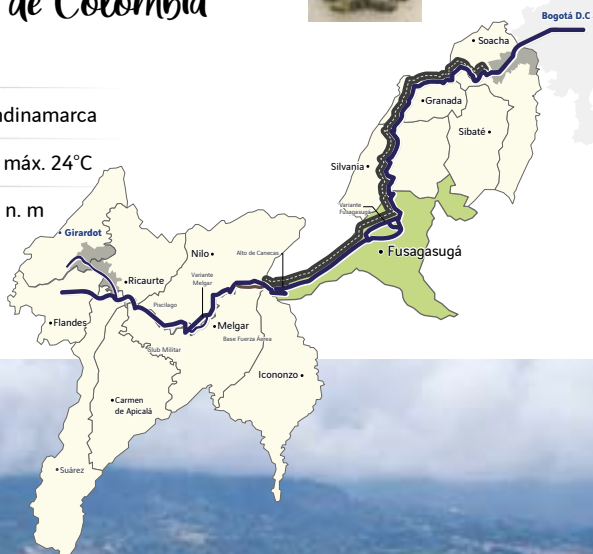 de Colombia
ndinamarca
máx. 24°C
n. m
Bogotá D.C
Soacha
Granada
Sibaté
Silvania
Variante
Fusagasugá
Fusagasugá
Girardot
Nilo
Alto de Canecas
Ricaurte
Variante
Melgar
Piscilago
Flandes
Melgar
Club Militar
Base Fuerza Aérea
Icononzo
Carmen
de Apicalá
Suárez